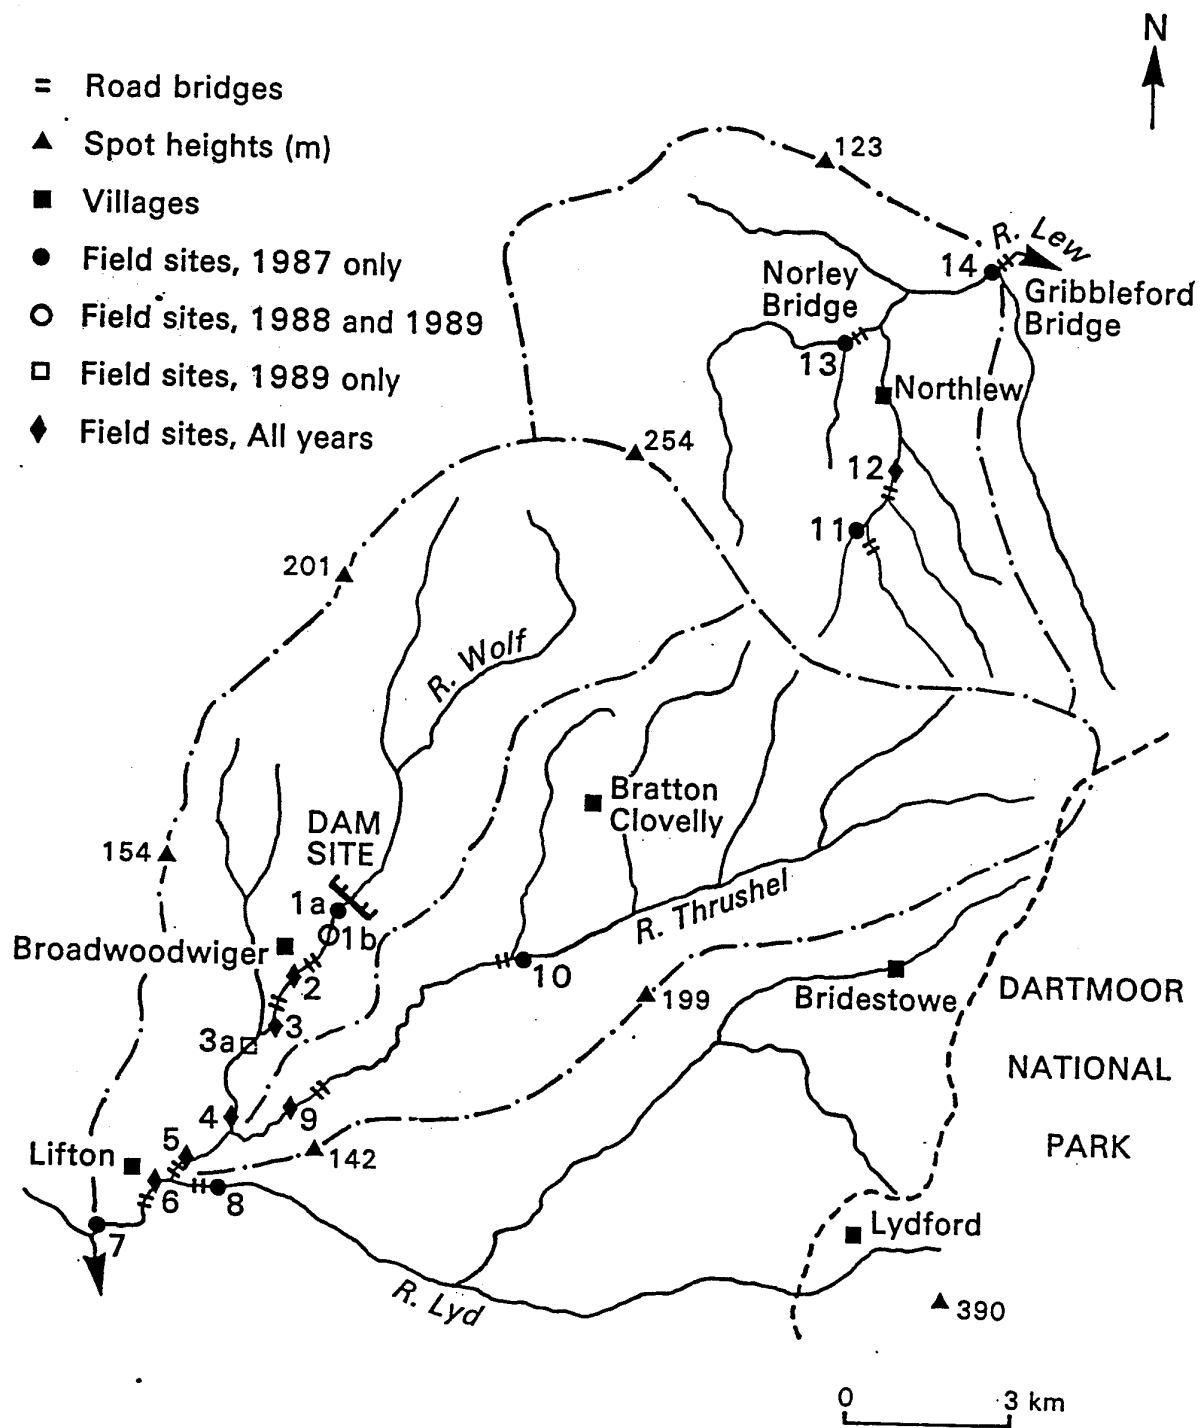 N
Road bridges
Spot heights (m)
Villages
Field sites, 1987 only
Field sites, 1988 and 1989
Field sites, 1989 only
Field sites, All years
123
R. Lew
14
Gribbleford
Bridge
Norley
Bridge
13
Northlew
254
12
11
201
R. Wolf
Bratton
Clovelly
DAM
SITE
154
1a
1b
R. Thrushel
Broadwoodwiger
2
10
199
Bridestowe
DARTMOOR
NATIONAL
PARK
3
3a
4
9
5
142
Lifton
6
8
7
Lydford
R. Lyd
390
0
3 km